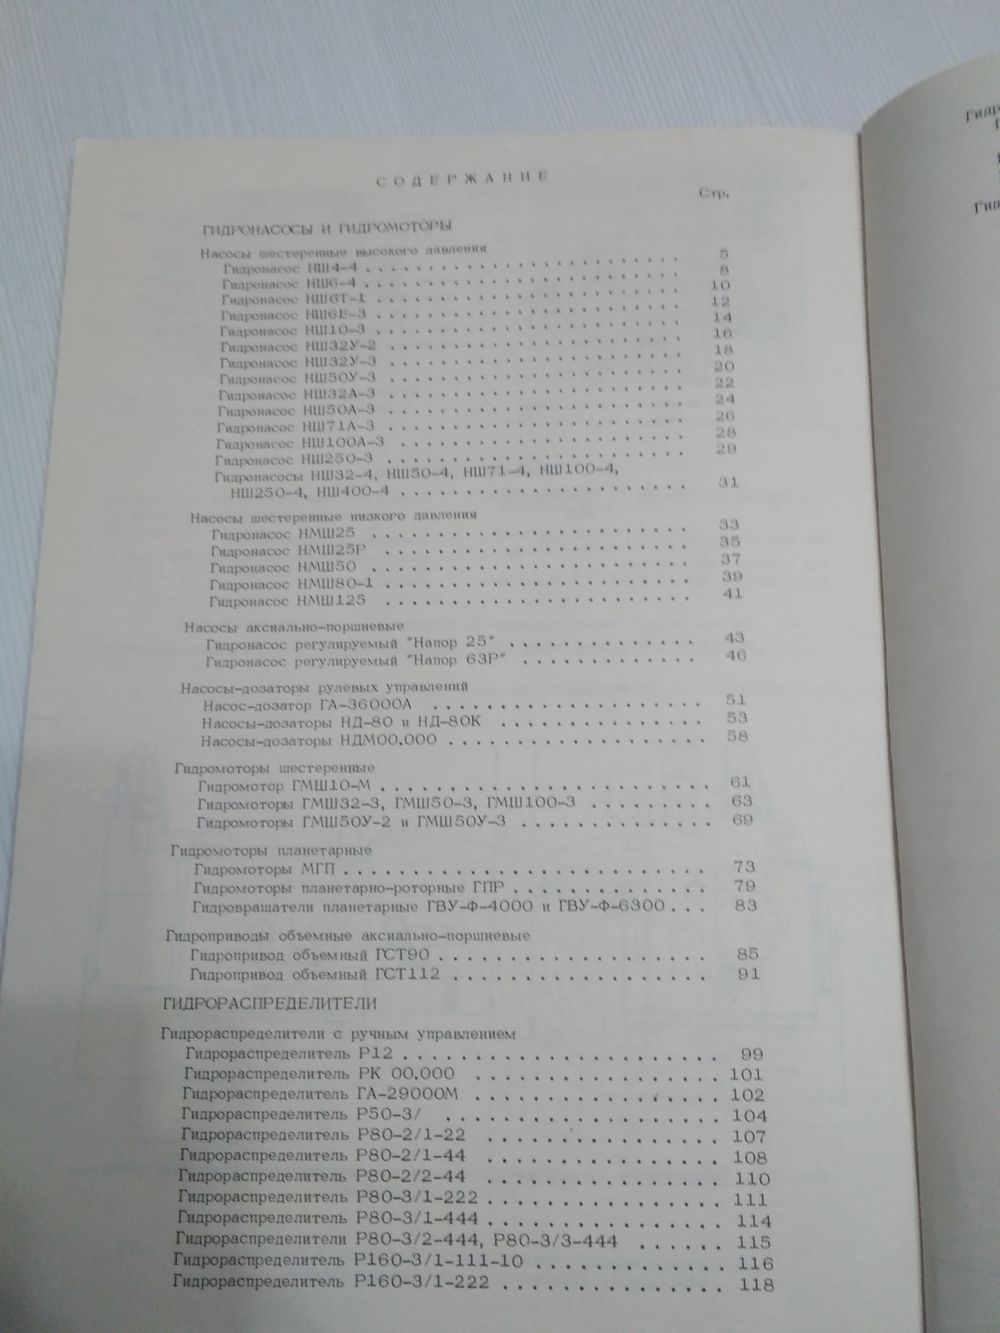 СОДЕРЖАНИЕ
Стр.
ГИДРОНАСОСЫ И ГИДРОМОТОРЫ
Насосы шестеренные высокого давления
Гидронасос НШ4-4 . . . . . . . . . . . . . . . . . . . . 5
Гидронасос НШ6-4 . . . . . . . . . . . . . . . . . . . . 8
Гидронасос НШ6Т-1 . . . . . . . . . . . . . . . . . . . . 10
Гидронасос НШ6Е-3 . . . . . . . . . . . . . . . . . . . . 12
Гидронасос НШ10-3 . . . . . . . . . . . . . . . . . . . . 14
Гидронасос НШ32У-2 . . . . . . . . . . . . . . . . . . . . 16
Гидронасос НШ32У-3 . . . . . . . . . . . . . . . . . . . . 18
Гидронасос НШ50У-3 . . . . . . . . . . . . . . . . . . . . 20
Гидронасос НШ32А-3 . . . . . . . . . . . . . . . . . . . . 22
Гидронасос НШ50А-3 . . . . . . . . . . . . . . . . . . . . 24
Гидронасос НШ71А-3 . . . . . . . . . . . . . . . . . . . . 26
Гидронасос НШ100А-3 . . . . . . . . . . . . . . . . . . . . 28
Гидронасос НШ250-3 . . . . . . . . . . . . . . . . . . . . 29
Гидронасосы НШ32-4, НШ50-4, НШ71-4, НШ100-4,
НШ250-4, НШ400-4 . . . . . . . . . . . . . . . . . . . . 31
Насосы шестеренные низкого давления
Гидронасос НМШ25 . . . . . . . . . . . . . . . . . . . . 33
Гидронасос НМШ25Р . . . . . . . . . . . . . . . . . . . . 35
Гидронасос НМШ50 . . . . . . . . . . . . . . . . . . . . 37
Гидронасос НМШ80-1 . . . . . . . . . . . . . . . . . . . . 39
Гидронасос НМШ125 . . . . . . . . . . . . . . . . . . . . 41
Насосы аксиально-поршневые
Гидронасос регулируемый "Напор 25" . . . . . . . . . . . . . . 43
Гидронасос регулируемый "Напор 63Р" . . . . . . . . . . . . . 46
Насосы-дозаторы рулевых управлений
Насос-дозатор ГА-36000А . . . . . . . . . . . . . . . . . . 51
Насосы-дозаторы НД-80 и НД-80К . . . . . . . . . . . . . . . 53
Насосы-дозаторы НДМ00.000 . . . . . . . . . . . . . . . . . . 58
Гидромоторы шестеренные
Гидромотор ГМШ10-М . . . . . . . . . . . . . . . . . . . . 61
Гидромоторы ГМШ32-3, ГМШ50-3, ГМШ100-3 . . . . . . . . . 63
Гидромоторы ГМШ50У-2 и ГМШ50У-3 . . . . . . . . . . . . . . 69
Гидромоторы планетарные
Гидромоторы МГП . . . . . . . . . . . . . . . . . . . . . . 73
Гидромоторы планетарно-роторные ГПР . . . . . . . . . . . . . . 79
Гидровращатели планетарные ГВУ-Ф-4000 и ГВУ-Ф-6300 . . . 83
Гидроприводы объемные аксиально-поршневые
Гидропривод объемный ГСТ90 . . . . . . . . . . . . . . . . . . 85
Гидропривод объемный ГСТ112 . . . . . . . . . . . . . . . . . . 91
ГИДРОРАСПРЕДЕЛИТЕЛИ
Гидрораспределители с ручным управлением
Гидрораспределитель Р12 . . . . . . . . . . . . . . . . . . . . 99
Гидрораспределитель РК 00.000 . . . . . . . . . . . . . . . . 101
Гидрораспределитель ГА-29000М . . . . . . . . . . . . . . . . 102
Гидрораспределитель Р50-3/ . . . . . . . . . . . . . . . . . 104
Гидрораспределитель Р80-2/1-22 . . . . . . . . . . . . . . . 107
Гидрораспределитель Р80-2/1-44 . . . . . . . . . . . . . . . 108
Гидрораспределитель Р80-2/2-44 . . . . . . . . . . . . . . . 110
Гидрораспределитель Р80-3/1-222 . . . . . . . . . . . . . . . 111
Гидрораспределитель Р80-3/1-444 . . . . . . . . . . . . . . . 114
Гидрораспределители Р80-3/2-444, Р80-3/3-444 . . . . . . 115
Гидрораспределитель Р160-3/1-111-10 . . . . . . . . . . . . 116
Гидрораспределитель Р160-3/1-222 . . . . . . . . . . . . . . 118